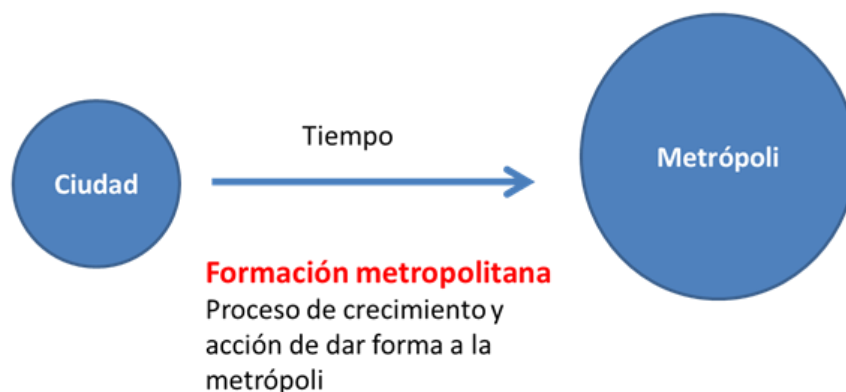 Ciudad
Tiempo
Metrópoli
Formación metropolitana
Proceso de crecimiento y
acción de dar forma a la
metrópoli